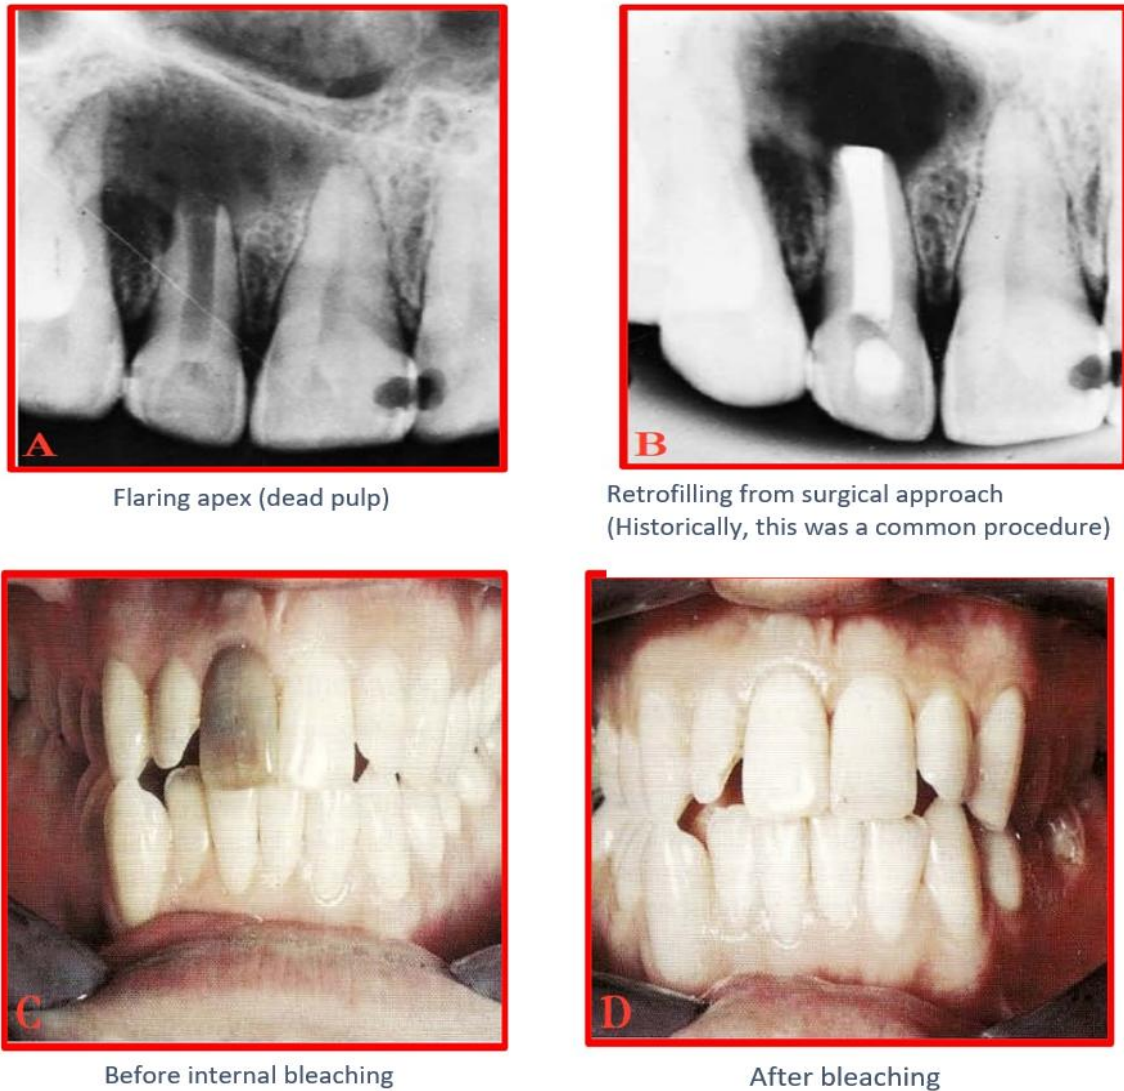 A
B
Flaring apex (dead pulp)
Retrofilling from surgical approach
(Historically, this was a common procedure)
C
D
Before internal bleaching
After bleaching